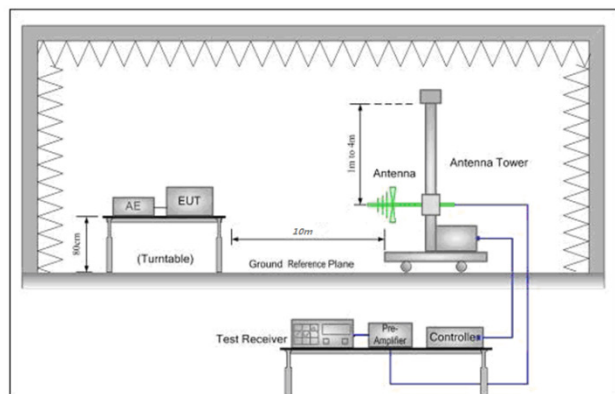 1m to 4m
Antenna
Antenna Tower
AE
EUT
80cm
(Turntable)
10m
Ground Reference Plane
Test Receiver
Pre-
Amplifier
Controller